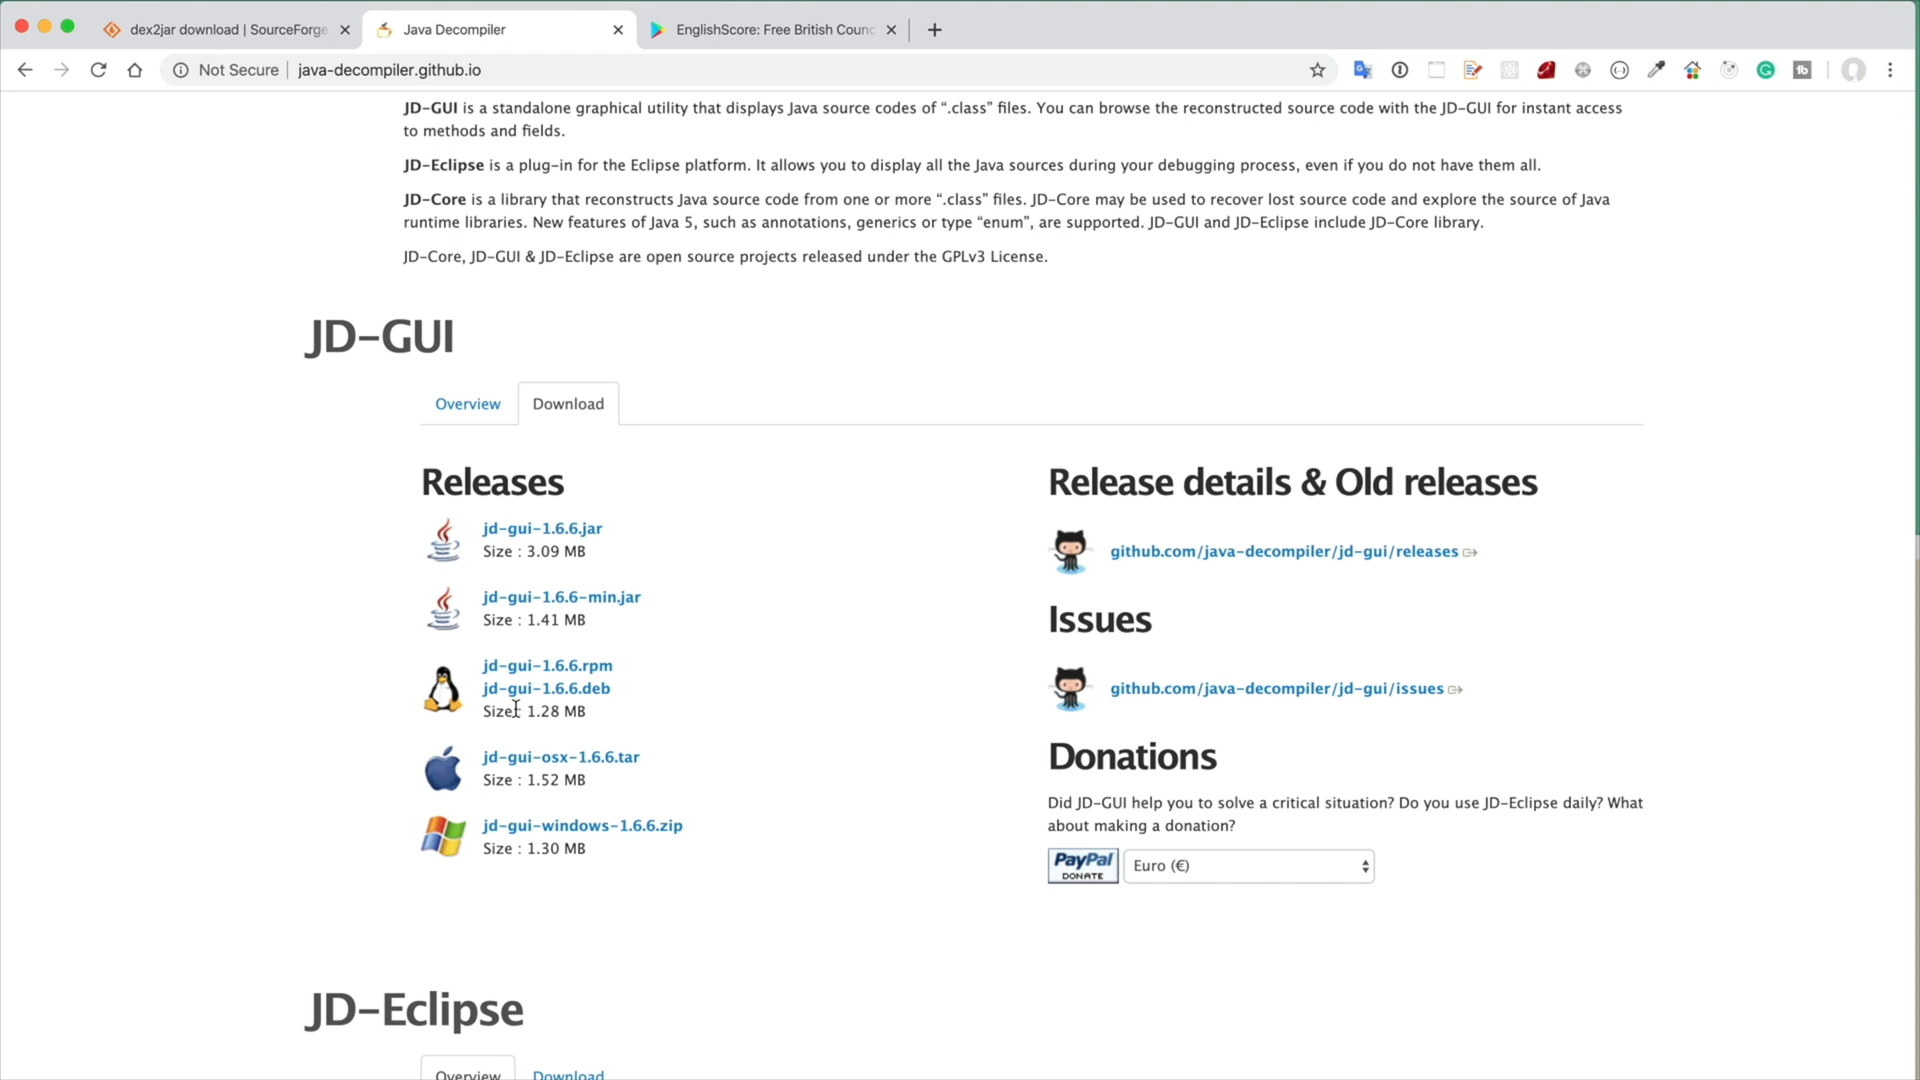 dex2jar download | SourceForge
Java Decompiler
EnglishScore: Free British Counc
Not Secure
java-decompiler.github.io
JD-GUI is a standalone graphical utility that displays Java source codes of “.class” files. You can browse the reconstructed source code with the JD-GUI for instant access
to methods and fields.
JD-Eclipse is a plug-in for the Eclipse platform. It allows you to display all the Java sources during your debugging process, even if you do not have them all.
JD-Core is a library that reconstructs Java source code from one or more “.class” files. JD-Core may be used to recover lost source code and explore the source of Java
runtime libraries. New features of Java 5, such as annotations, generics or type “enum”, are supported. JD-GUI and JD-Eclipse include JD-Core library.
JD-Core, JD-GUI & JD-Eclipse are open source projects released under the GPLv3 License.
JD-GUI
Overview
Download
Releases
jd-gui-1.6.6.jar
Size : 3.09 MB
jd-gui-1.6.6-min.jar
Size : 1.41 MB
jd-gui-1.6.6.rpm
jd-gui-1.6.6.deb
Size : 1.28 MB
jd-gui-osx-1.6.6.tar
Size : 1.52 MB
jd-gui-windows-1.6.6.zip
Size : 1.30 MB
Release details & Old releases
github.com/java-decompiler/jd-gui/releases
Issues
github.com/java-decompiler/jd-gui/issues
Donations
Did JD-GUI help you to solve a critical situation? Do you use JD-Eclipse daily? What
about making a donation?
PayPal
DONATE
Euro (€)
JD-Eclipse
Overview
Download